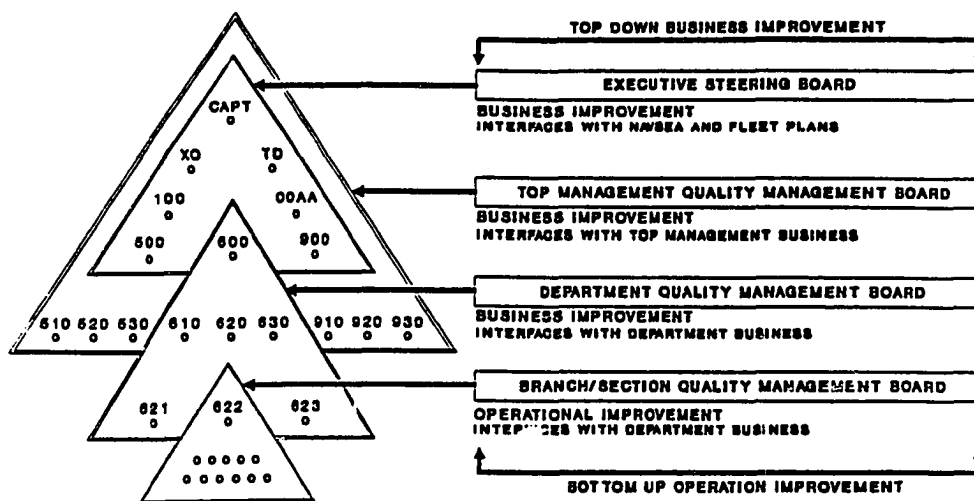 TOP DOWN BUSINESS IMPROVEMENT
EXECUTIVE STEERING BOARD
BUSINESS IMPROVEMENT
INTERFACES WITH NAVSEA AND FLEET PLANS
TOP MANAGEMENT QUALITY MANAGEMENT BOARD
BUSINESS IMPROVEMENT
INTERFACES WITH TOP MANAGEMENT BUSINESS
DEPARTMENT QUALITY MANAGEMENT BOARD
BUSINESS IMPROVEMENT
INTERFACES WITH DEPARTMENT BUSINESS
BRANCH/SECTION QUALITY MANAGEMENT BOARD
OPERATIONAL IMPROVEMENT
WITH DEPARTMENT BUSINESS
BOTTOM UP OPERATION IMPROVEMENT
CAPT
XO TD
100 00AA
500 600 900
510 520 530 610 620 630 910 920 930
621 622 623